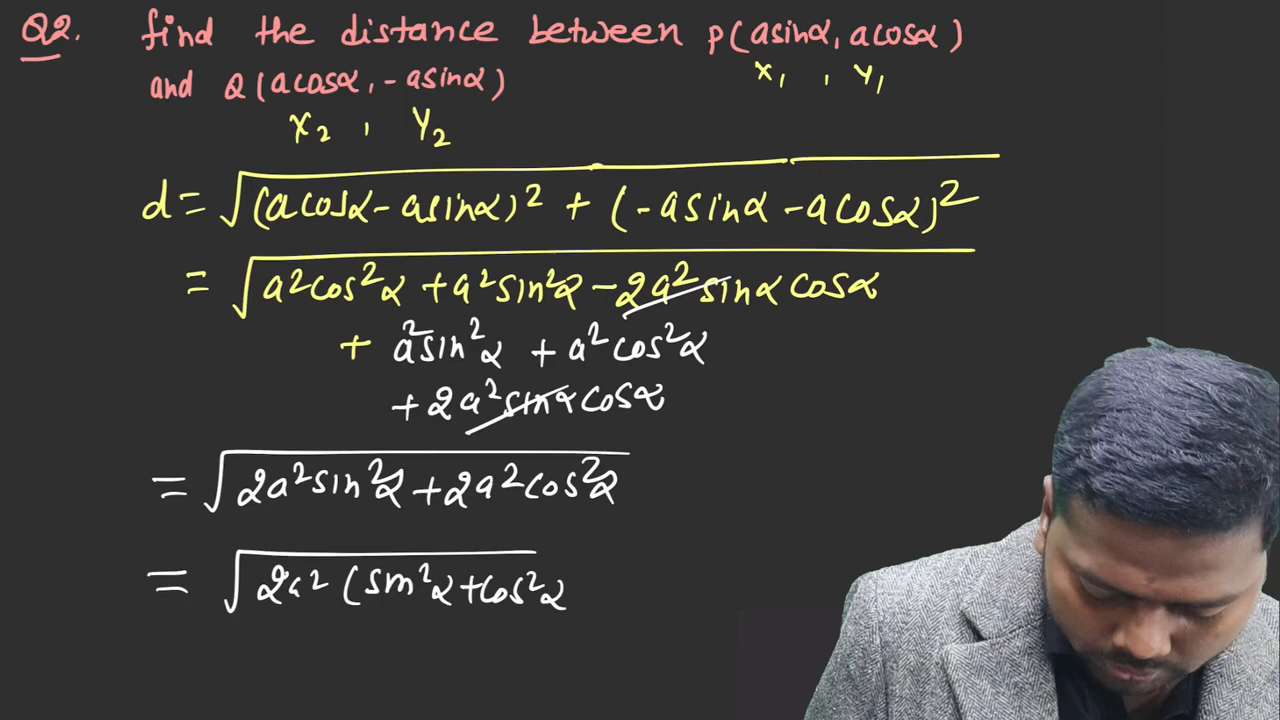 Q2. find the distance between P(asinα, acosα)
x₁ , y₁
and Q(acosα, -asinα)
x₂ , y₂
d = √(acosα - asinα)² + (-asinα - acosα)²
= √a²cos²α + a²sin²α - 2a²sinα cosα
+ a²sin²α + a²cos²α
+ 2a²sinα cosα
= √2a²sin²α + 2a²cos²α
= √2a² (sin²α + cos²α